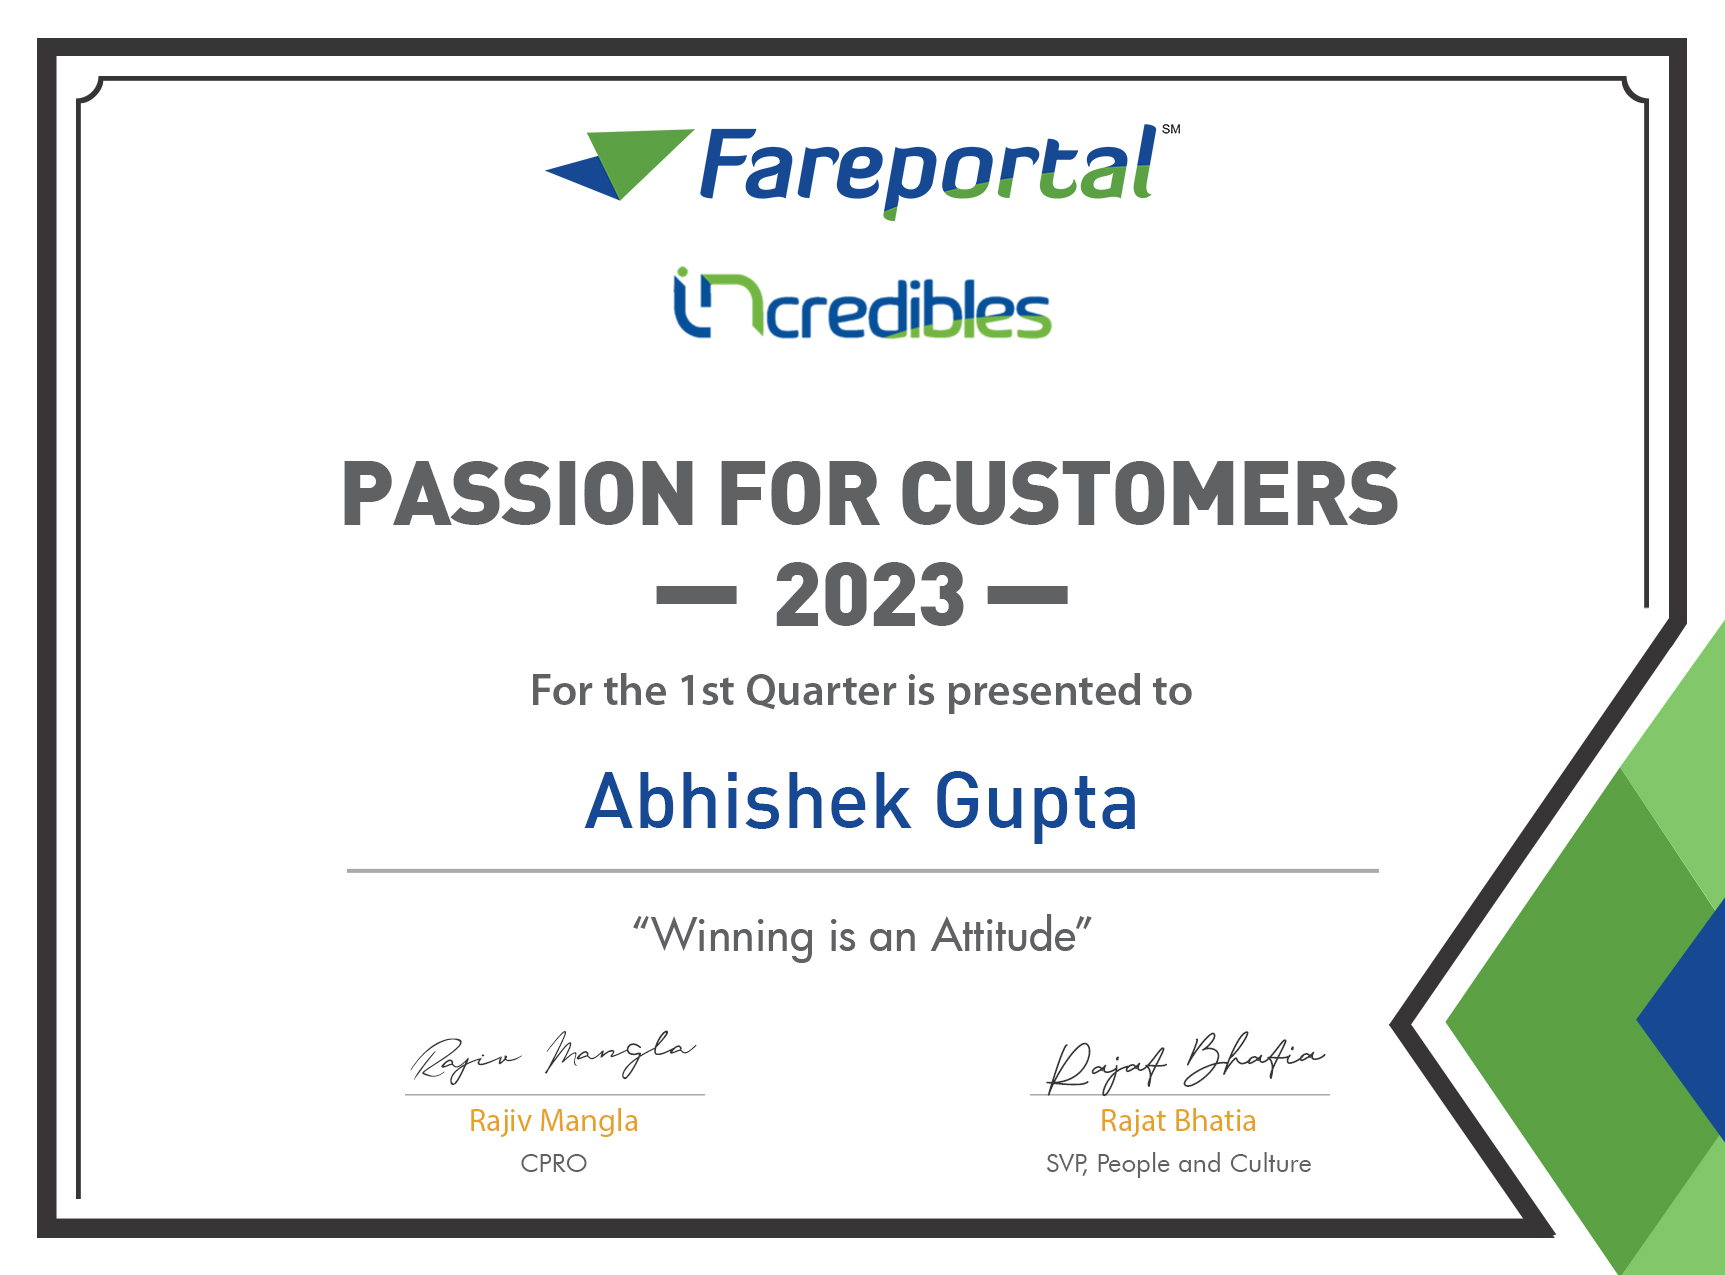 Fareportal SM
incredibles
PASSION FOR CUSTOMERS
— 2023 —
For the 1st Quarter is presented to
Abhishek Gupta
“Winning is an Attitude”
Rajiv Mangla Rajat Bhatia
Rajiv Mangla Rajat Bhatia
CPRO SVP, People and Culture